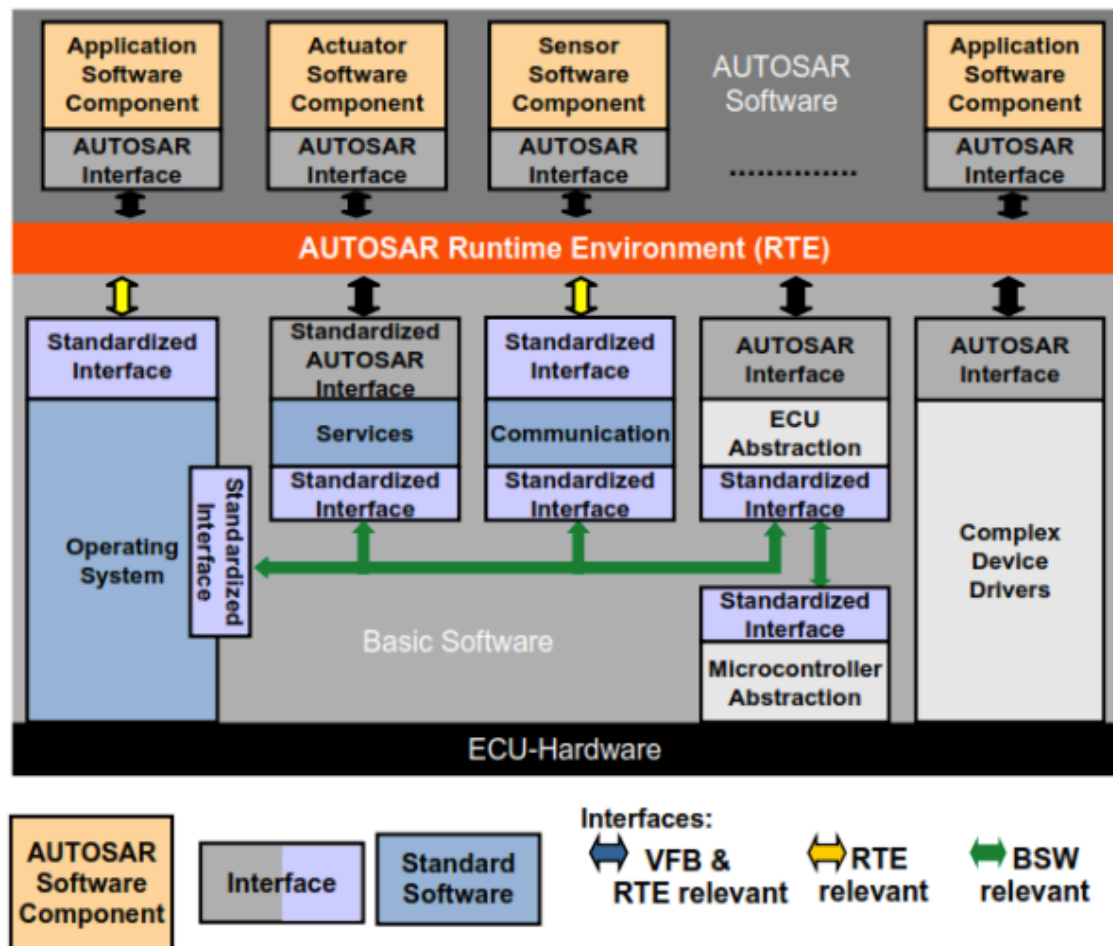 Application
Software
Component
AUTOSAR
Interface
Actuator
Software
Component
AUTOSAR
Interface
Sensor
Software
Component
AUTOSAR
Interface
AUTOSAR
Software
..............
Application
Software
Component
AUTOSAR
Interface
AUTOSAR Runtime Environment (RTE)
Standardized
Interface
Operating
System
Standardized
Interface
Standardized
AUTOSAR
Interface
Services
Standardized
Interface
Standardized
Interface
Communication
Standardized
Interface
AUTOSAR
Interface
ECU
Abstraction
Standardized
Interface
Standardized
Interface
Microcontroller
Abstraction
AUTOSAR
Interface
Complex
Device
Drivers
Basic Software
ECU-Hardware
AUTOSAR
Software
Component
Interface
Standard
Software
Interfaces:
VFB &
RTE relevant
RTE
relevant
BSW
relevant